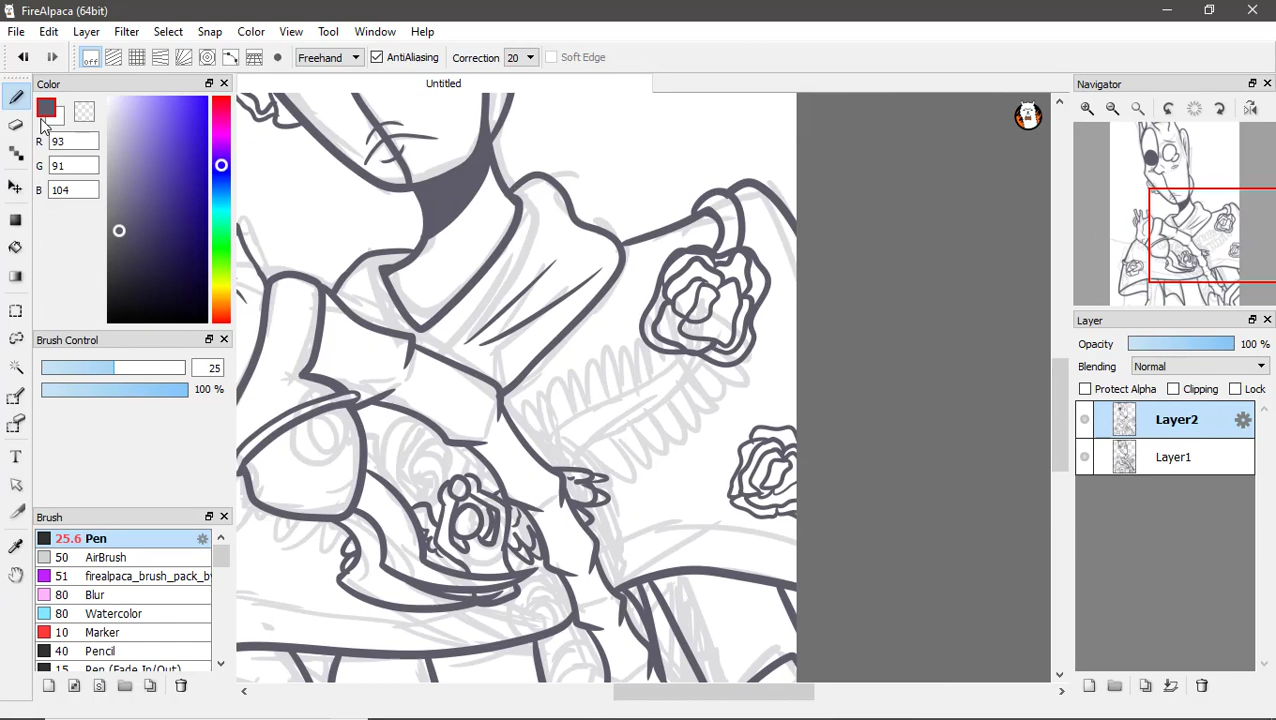 FireAlpaca (64bit)
File Edit Layer Filter Select Snap Color View Tool Window Help
off Freehand AntiAliasing Correction 20 Soft Edge
Color
R 93
G 91
B 104
Brush Control
25
100 %
Brush
25.6 Pen
50 AirBrush
51 firealpaca_brush_pack_b
80 Blur
80 Watercolor
10 Marker
40 Pencil
15 Pen (Fade In/Out)
Untitled
Navigator
Layer
Opacity 100 %
Blending Normal
Protect Alpha Clipping Lock
Layer2
Layer1